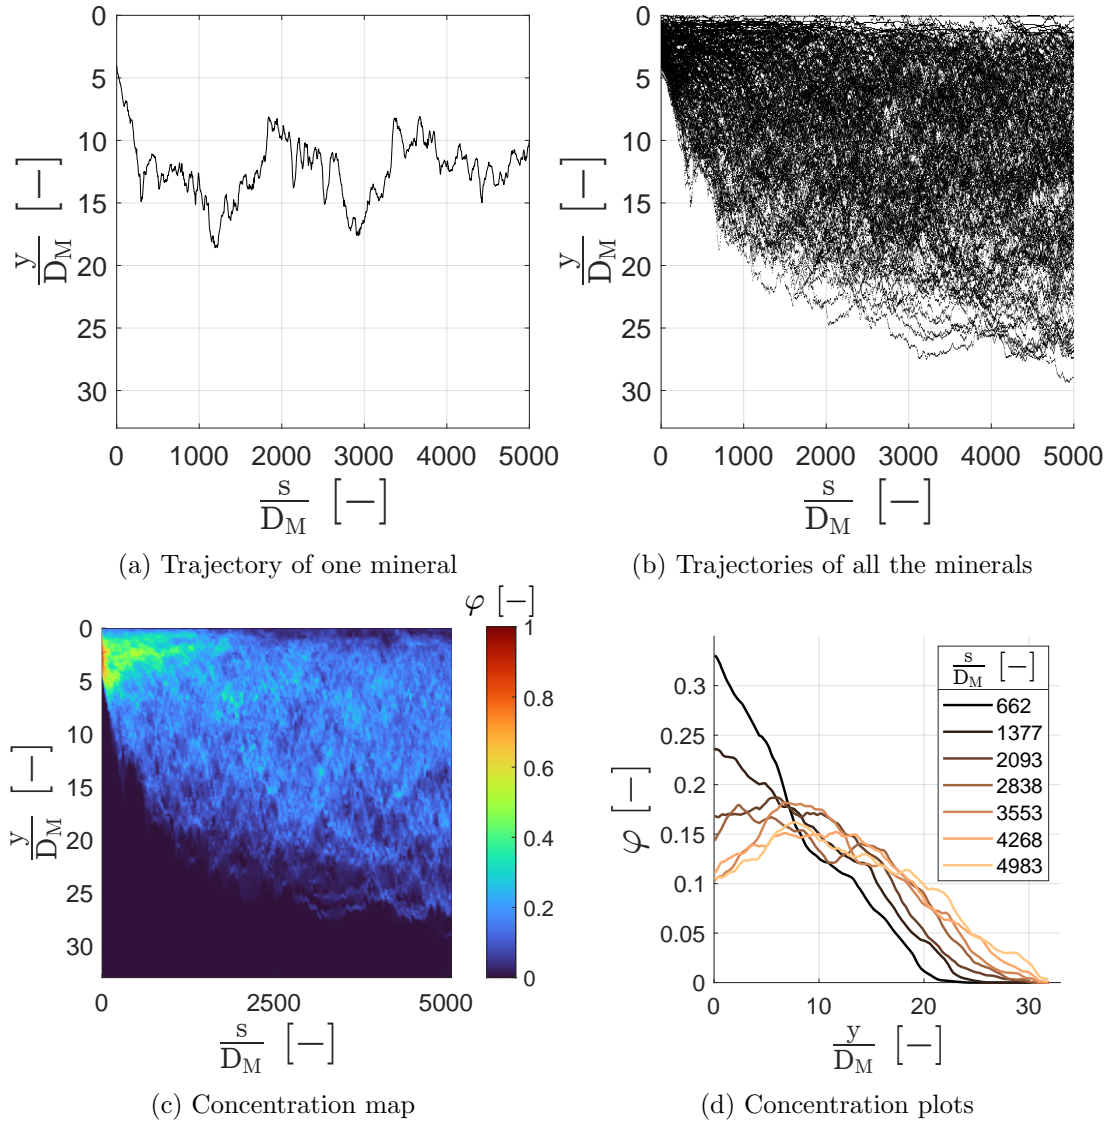 0
5
10
15
20
25
30
y/D_M [—]
0 1000 2000 3000 4000 5000
s/D_M [—]
(a) Trajectory of one mineral
0
5
10
15
20
25
30
y/D_M [—]
0 1000 2000 3000 4000 5000
s/D_M [—]
(b) Trajectories of all the minerals
φ [—]
0
5
10
15
20
25
30
y/D_M [—]
0 2500 5000
s/D_M [—]
1
0.8
0.6
0.4
0.2
0
(c) Concentration map
0.3
0.25
0.2
0.15
0.1
0.05
0
φ [—]
0 10 20 30
y/D_M [—]
s/D_M [—]
662
1377
2093
2838
3553
4268
4983
(d) Concentration plots